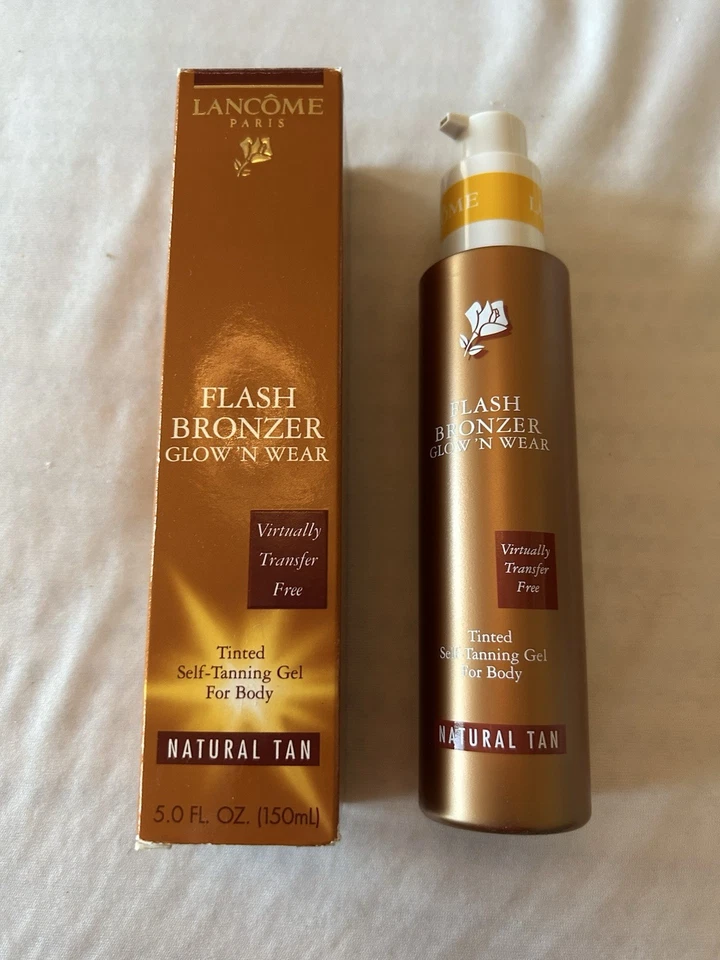 LANCÔME
PARIS
FLASH
BRONZER
GLOW 'N WEAR
Virtually
Transfer
Free
Tinted
Self-Tanning Gel
For Body
NATURAL TAN
5.0 FL. OZ. (150mL)
OME L
FLASH
BRONZER
GLOW 'N WEAR
Virtually
Transfer
Free
Tinted
Self-Tanning Gel
For Body
NATURAL TAN